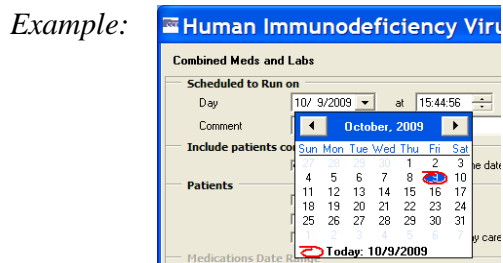 Example:
Human Immunodeficiency Viru
Combined Meds and Labs
Scheduled to Run on
Day 10/ 9/2009 at 15:44:56
Comment
October, 2009
Include patients co
Sun Mon Tue Wed Thu Fri Sat
27 28 29 30 1 2 3
he date
4 5 6 7 8 9 10
Patients
11 12 13 14 15 16 17
18 19 20 21 22 23 24
25 26 27 28 29 30 31
1 2 3 4 5 6 7
y care
Today: 10/9/2009
Medications Date Range